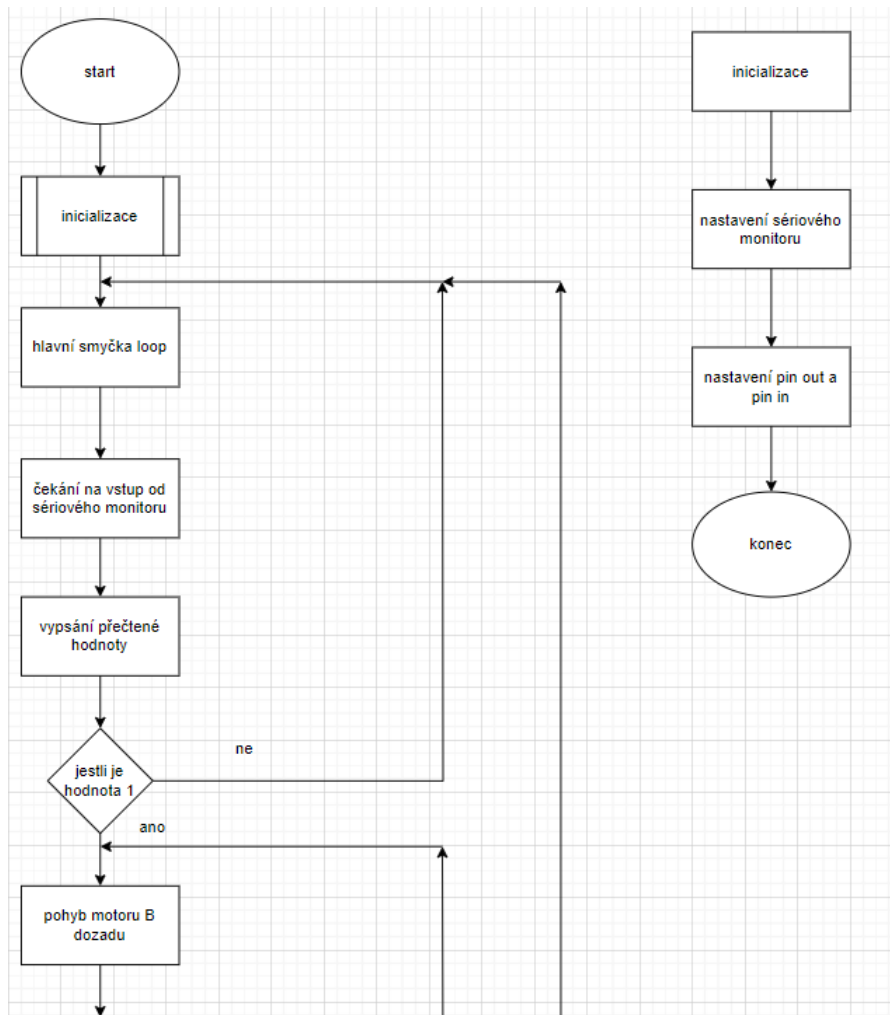 start
inicializace
hlavní smyčka loop
čekání na vstup od
sériového monitoru
vypsání přečtené
hodnoty
jestli je
hodnota 1
ne
ano
pohyb motoru B
dozadu
inicializace
nastavení sériového
monitoru
nastavení pin out a
pin in
konec